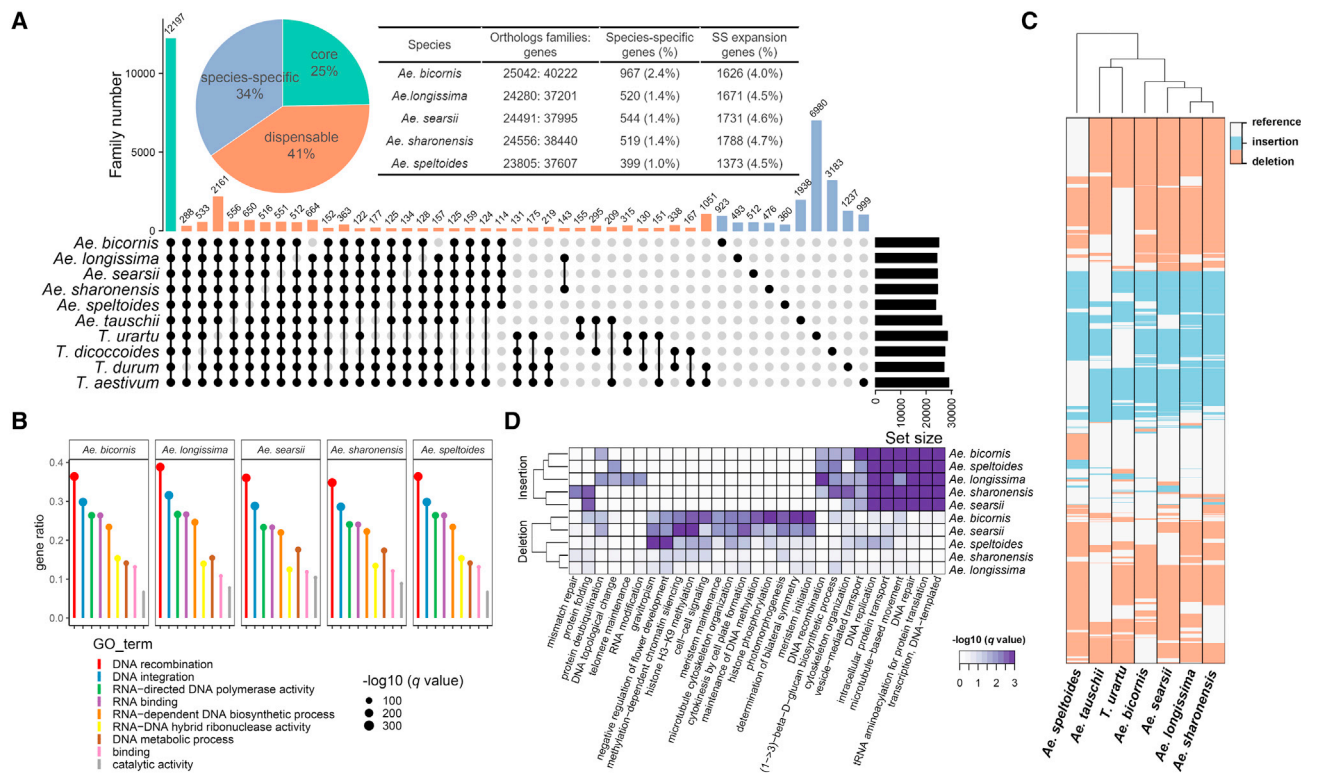 A
12197
10000
5000
0
Family number
core
25%
species-specific
34%
dispensable
41%
Species
Orthologs families: genes
Species-specific genes (%)
SS expansion genes (%)
Ae. bicornis 25042: 40222 967 (2.4%) 1626 (4.0%)
Ae.longissima 24280: 37201 520 (1.4%) 1671 (4.5%)
Ae. searsii 24491: 37995 544 (1.4%) 1731 (4.6%)
Ae. sharonensis 24556: 38440 519 (1.4%) 1788 (4.7%)
Ae. speltoides 23805: 37607 399 (1.0%) 1373 (4.5%)
288 533 2161 556 650 516 551 512 664 152 363 122 177 125 134 128 157 125 159 124 114 131 175 219 143 155 295 209 315 130 151 338 167 1051 923 493 512 476 360 1938 6980 3183 1237 999
Ae. bicornis
Ae. longissima
Ae. searsii
Ae. sharonensis
Ae. speltoides
Ae. tauschii
T. urartu
T. dicoccoides
T. durum
T. aestivum
0 10000 20000 30000
Set size
B
Ae. bicornis Ae. longissima Ae. searsii Ae. sharonensis Ae. speltoides
gene ratio
0.4
0.3
0.2
0.1
0.0
GO_term
DNA recombination
DNA integration
RNA-directed DNA polymerase activity
RNA binding
RNA-dependent DNA biosynthetic process
RNA-DNA hybrid ribonuclease activity
DNA metabolic process
binding
catalytic activity
-log10 (q value)
100
200
300
C
reference
insertion
deletion
Ae. speltoides
Ae. tauschii
T. urartu
Ae. bicornis
Ae. searsii
Ae. longissima
Ae. sharonensis
D
Insertion
Deletion
Ae. bicornis
Ae. speltoides
Ae. longissima
Ae. sharonensis
Ae. searsii
Ae. bicornis
Ae. searsii
Ae. speltoides
Ae. sharonensis
Ae. longissima
mismatch repair
protein folding
protein deubiquitination
DNA topological change
telomere maintenance
RNA modification
gravitropism
negative regulation of flower development
methylation-dependent chromatin silencing
histone H3-K9 methylation
cell-cell signaling
meristem maintenance
microtubule cytoskeleton organization
cytokinesis by cell plate formation
maintenance of DNA methylation
histone phosphorylation
photomorphogenesis
determination of bilateral symmetry
meristem initiation
DNA recombination
(1->3)-beta-D-glucan biosynthetic process
cytoskeleton organization
vesicle-mediated transport
DNA replication
intracellular protein transport
microtubule-based movement
DNA repair
tRNA aminoacylation for protein translation
transcription, DNA-templated
-log10 (q value)
0 1 2 3